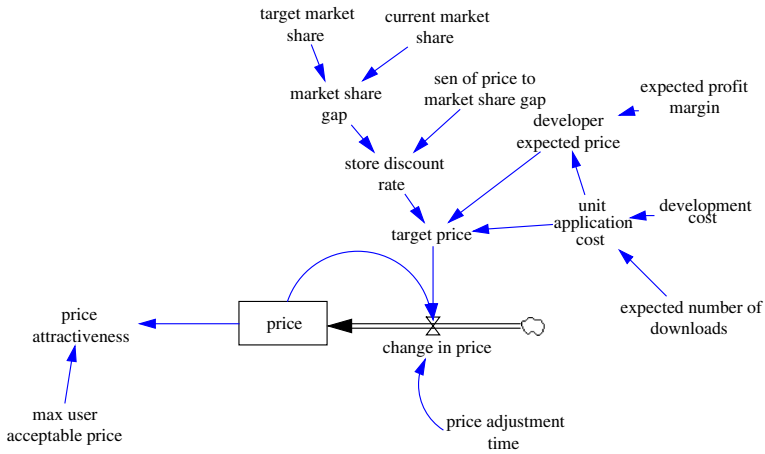 target market
share
current market
share
market share
gap
sen of price to
market share gap
expected profit
margin
developer
expected price
store discount
rate
unit
application
cost
development
cost
target price
expected number of
downloads
price
attractiveness
price
change in price
max user
acceptable price
price adjustment
time